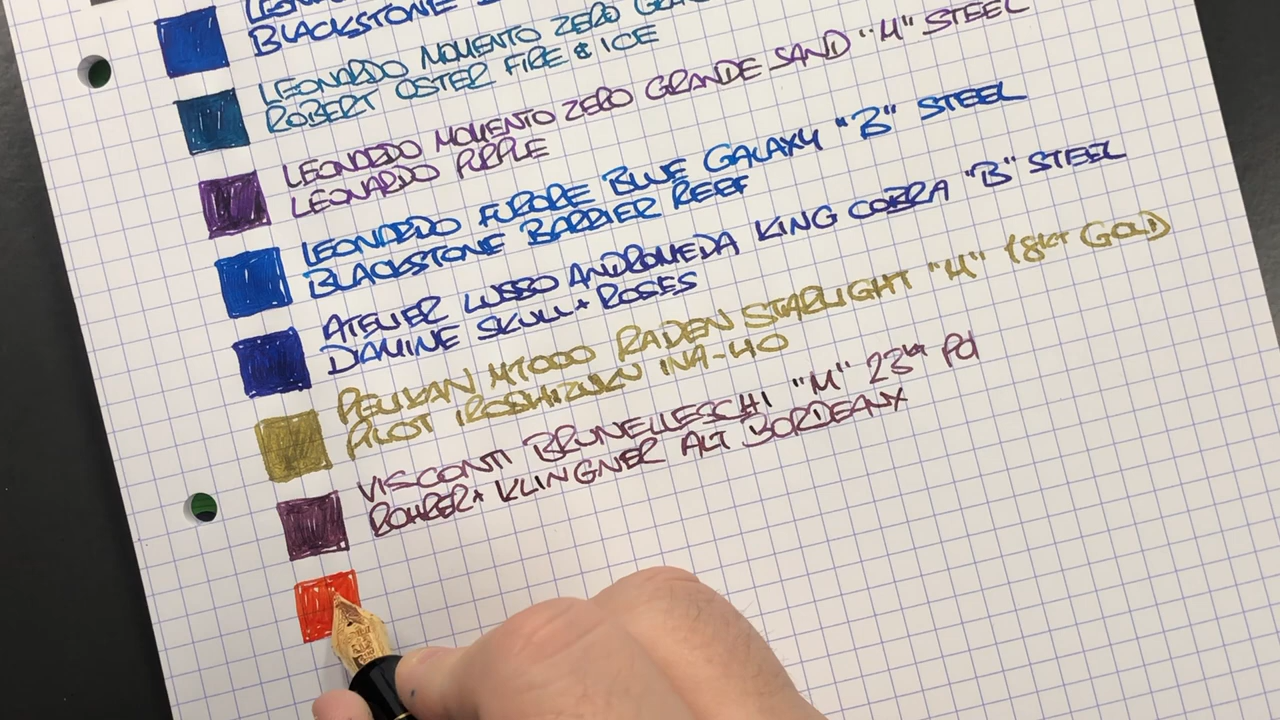 BLACKSTONE
LEONARDO MOMENTO ZERO
ROBERT OSTER FIRE & ICE
LEONARDO MOMENTO ZERO GRANDE SAND "M" STEEL
LEONARDO PURPLE
LEONARDO FURORE BLUE GALAXY "B" STEEL
BLACKSTONE BARRIER REEF
ATELIER LUSSO ANDROMEDA KING COBRA "B" STEEL
DIAMINE SKULL + ROSES
PELIKAN M7000 RADEN STARLIGHT "M" 18KT GOLD
PILOT IROSHIZUKU INA-HO
VISCONTI BRUNELLESCHI "M" 23KT Pd
ROHRER + KLINGNER ALT BORDEAUX